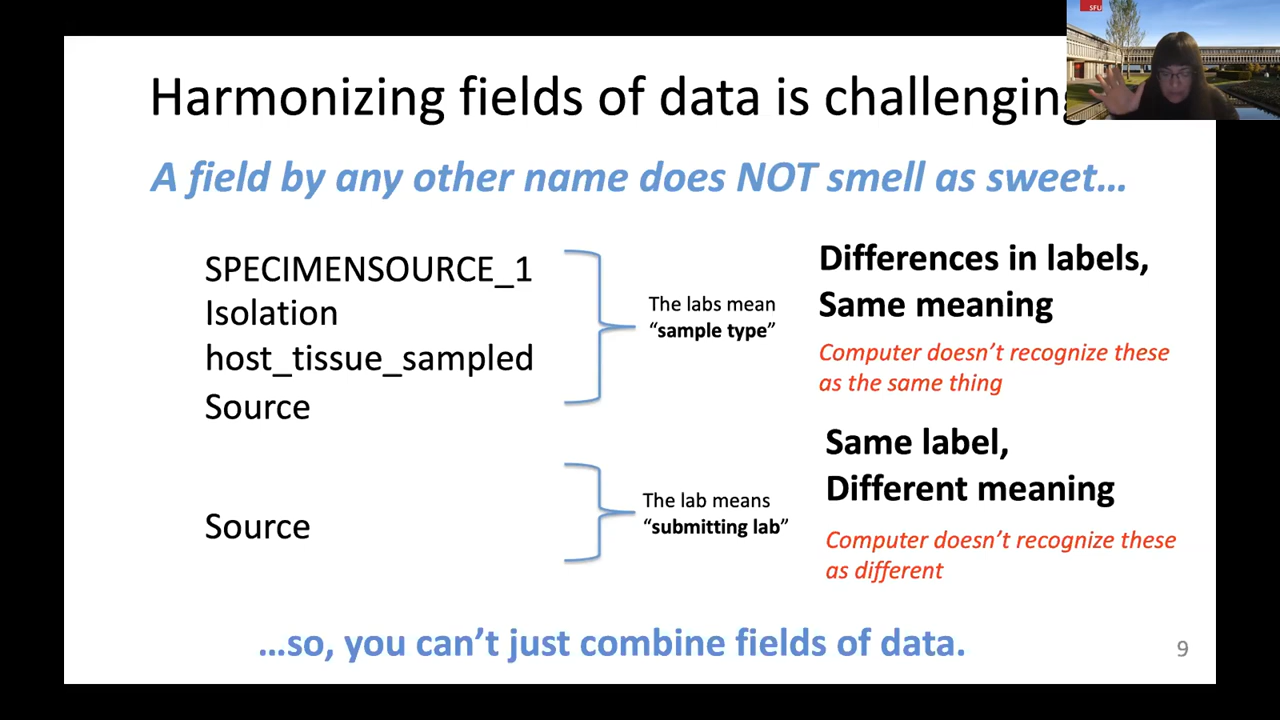 SFU
Harmonizing fields of data is challenging
A field by any other name does NOT smell as sweet…
SPECIMENSOURCE_1
Isolation
host_tissue_sampled
Source
The labs mean
“sample type”
Differences in labels,
Same meaning
Computer doesn’t recognize these
as the same thing
Source
The lab means
“submitting lab”
Same label,
Different meaning
Computer doesn’t recognize these
as different
…so, you can’t just combine fields of data.
9